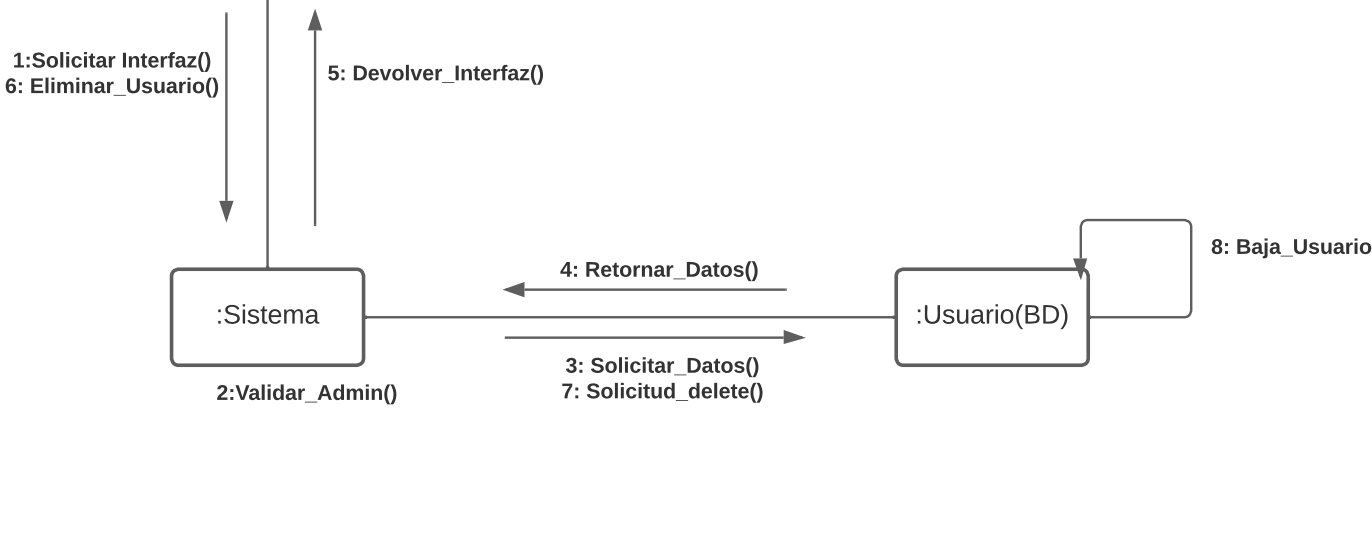 1:Solicitar Interfaz()
6: Eliminar_Usuario()
5: Devolver_Interfaz()
8: Baja_Usuario
4: Retornar_Datos()
:Sistema
:Usuario(BD)
3: Solicitar_Datos()
7: Solicitud_delete()
2:Validar_Admin()